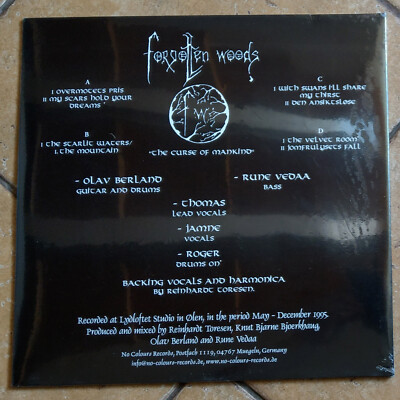 forgotten woods
A
I overmotets pris
II my stars hold your
dreams
B
I the starlit waters/
I. the mountain
C
I with swans I'll share
my thirst
II den ansiktslose
D
I the velvet room
II jomfrulysets fall
fw
"the curse of mankind"
- olav berland
guitar and drums
- rune vedaa
bass
- thomas
lead vocals
- jamne
vocals
- roger
drums on"
backing vocals and harmonica
by reinhardt toresen.
Recorded at Lydloftet Studio in Ølen, in the period May - December 1995.
Produced and mixed by Reinhardt Toresen, Knut Bjarne Bjoerkhaug,
Olav Berland and Rune Vedaa
No Colours Records, Postfach 1119, 04767 Muegeln, Germany
info@no-colours-records.de, www.no-colours-records.de